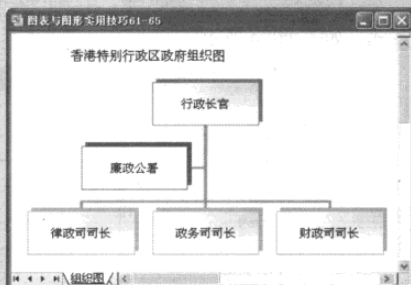 图表与图形实用技巧61-65
香港特别行政区政府组织图
行政长官
廉政公署
律政司司长
政务司司长
财政司司长
组织图